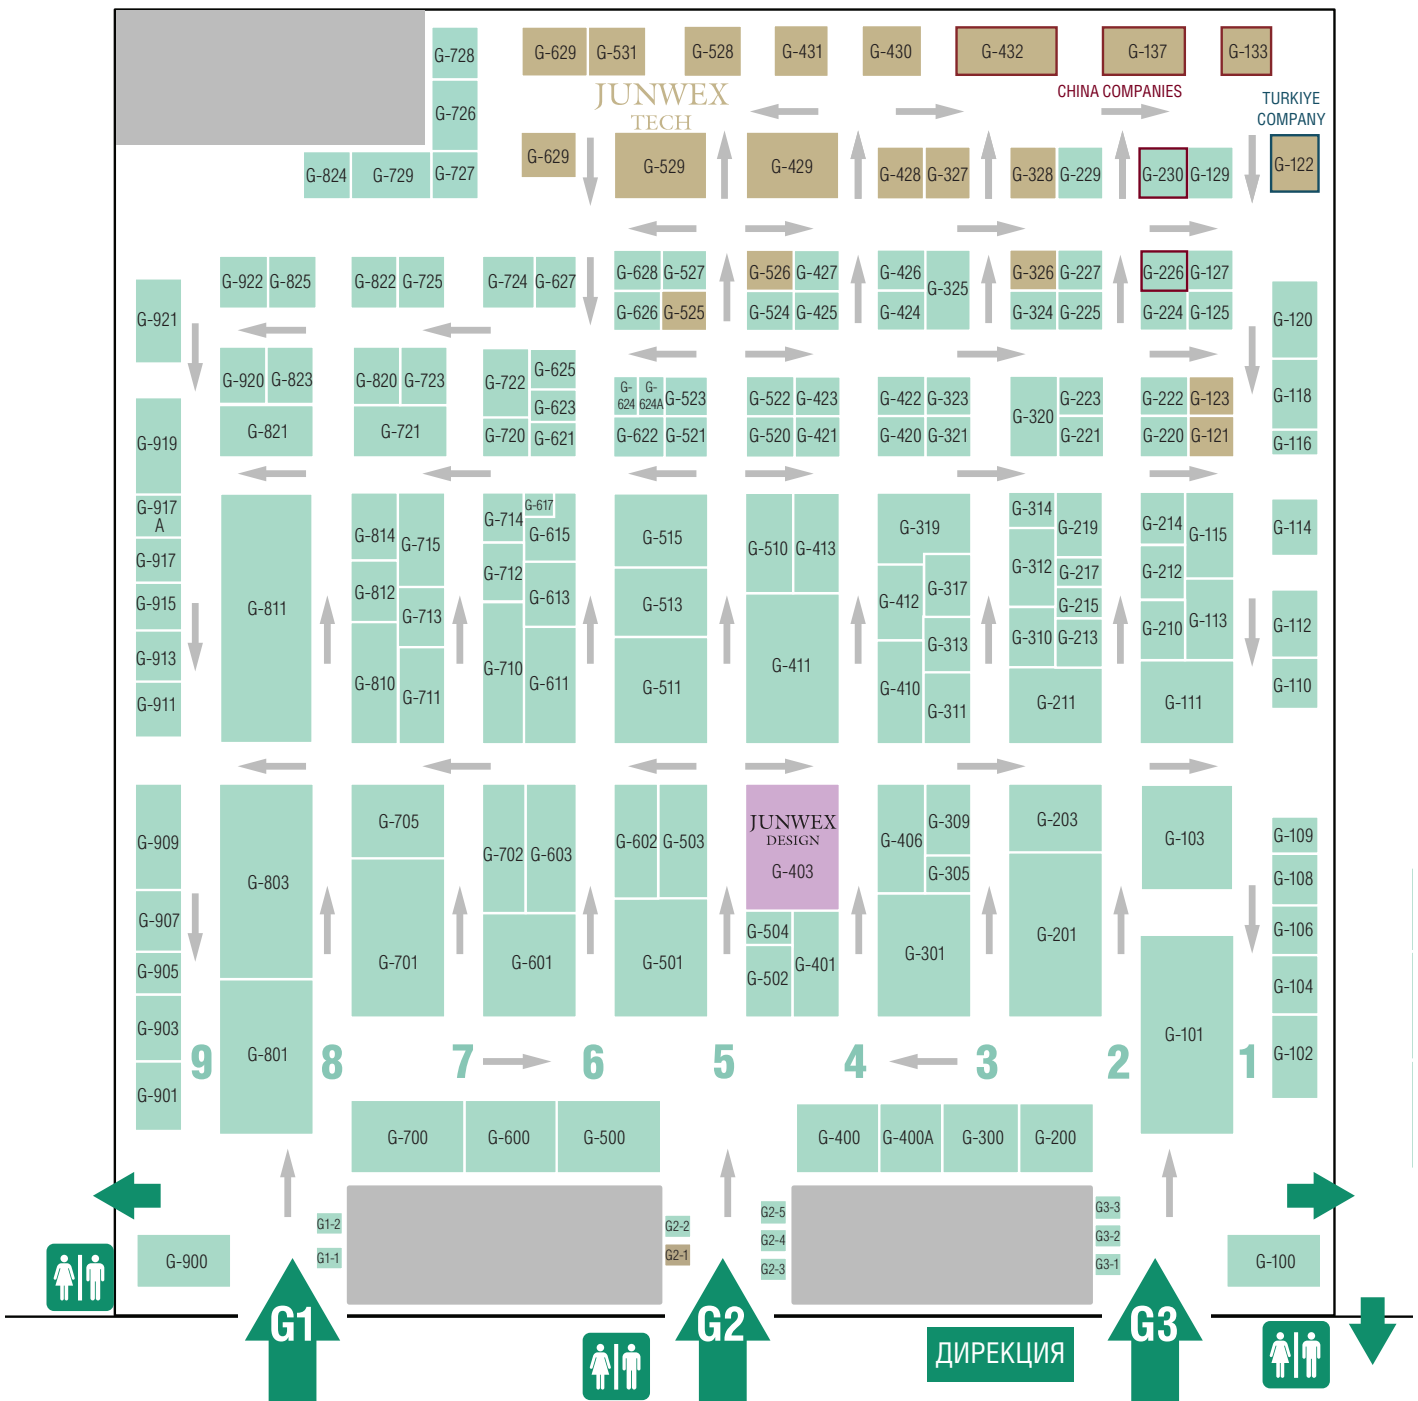 G-728
G-629
G-531
G-528
G-431
G-430
G-432
G-137
G-133
JUNWEX
TECH
CHINA COMPANIES
TURKIYE
COMPANY
G-726
G-824
G-729
G-727
G-629
G-529
G-429
G-428
G-327
G-328
G-229
G-230
G-129
G-122
G-922
G-825
G-822
G-725
G-724
G-627
G-628
G-527
G-526
G-427
G-426
G-325
G-326
G-227
G-226
G-127
G-921
G-626
G-525
G-524
G-425
G-424
G-324
G-225
G-224
G-125
G-120
G-920
G-823
G-820
G-723
G-722
G-625
G-623
G-
624
G-
624A
G-523
G-522
G-423
G-422
G-323
G-320
G-223
G-222
G-123
G-118
G-919
G-821
G-721
G-720
G-621
G-622
G-521
G-520
G-421
G-420
G-321
G-221
G-220
G-121
G-116
G-917
A
G-917
G-915
G-913
G-911
G-811
G-814
G-715
G-812
G-713
G-810
G-711
G-714
G-617
G-615
G-712
G-613
G-710
G-611
G-515
G-513
G-511
G-510
G-413
G-411
G-319
G-412
G-317
G-313
G-410
G-311
G-314
G-219
G-312
G-217
G-215
G-310
G-213
G-211
G-214
G-115
G-212
G-210
G-113
G-111
G-114
G-112
G-110
G-909
G-907
G-905
G-903
G-901
G-803
G-801
G-705
G-701
G-702
G-603
G-601
G-602
G-503
G-501
JUNWEX
DESIGN
G-403
G-504
G-502
G-401
G-406
G-309
G-305
G-301
G-203
G-201
G-103
G-101
G-109
G-108
G-106
G-104
G-102
9
8
7
6
5
4
3
2
1
G-700
G-600
G-500
G-400
G-400A
G-300
G-200
G1-2
G1-1
G2-2
G2-1
G2-5
G2-4
G2-3
G3-3
G3-2
G3-1
G-900
G-100
G1
G2
G3
ДИРЕКЦИЯ